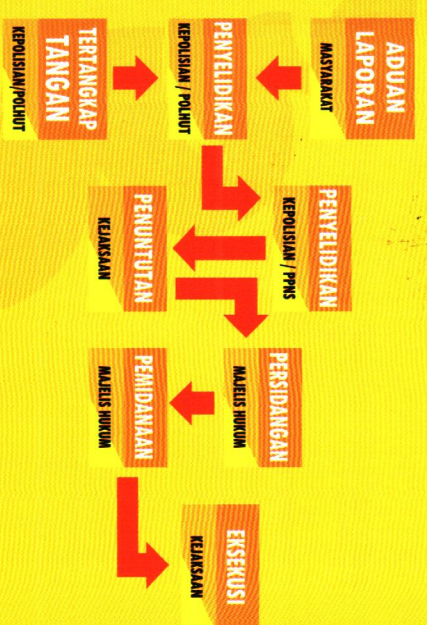 ADUAN
LAPORAN
MASYARAKAT
PENYELIDIKAN
KEPOLISIAN / POLHUT
TERTANGKAP
TANGAN
KEPOLISIAN/POLHUT
PENYELIDIKAN
KEPOLISIAN / PPNS
PENUNTUTAN
KEJAKSAAN
PERSIDANGAN
MAJELIS HUKUM
PEMIDANAAN
MAJELIS HUKUM
EKSEKUSI
KEJAKSAAN